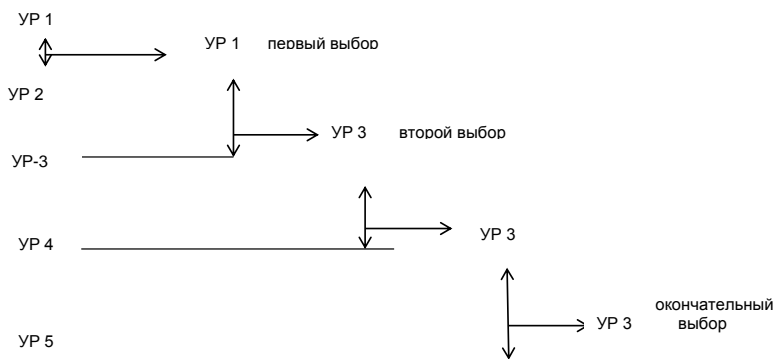 УР 1
УР 1 первый выбор
УР 2
УР 3 второй выбор
УР-3
УР 4
УР 3
окончательный
УР 3 выбор
УР 5